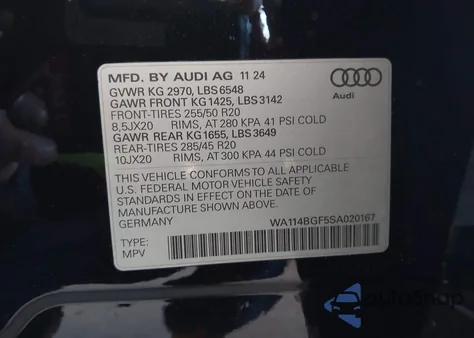 MFD. BY AUDI AG 11 24
GVWR KG 2970, LBS 6548
GAWR FRONT KG 1425, LBS 3142
FRONT-TIRES 255/50 R20
8,5JX20 RIMS, AT 280 KPA 41 PSI COLD
GAWR REAR KG 1655, LBS 3649
REAR-TIRES 285/45 R20
10JX20 RIMS, AT 300 KPA 44 PSI COLD
Audi
THIS VEHICLE CONFORMS TO ALL APPLICABLE
U.S. FEDERAL MOTOR VEHICLE SAFETY
STANDARDS IN EFFECT ON THE DATE OF
MANUFACTURE SHOWN ABOVE.
GERMANY
WA114BGF5SA020167
TYPE:
MPV
autoSnap